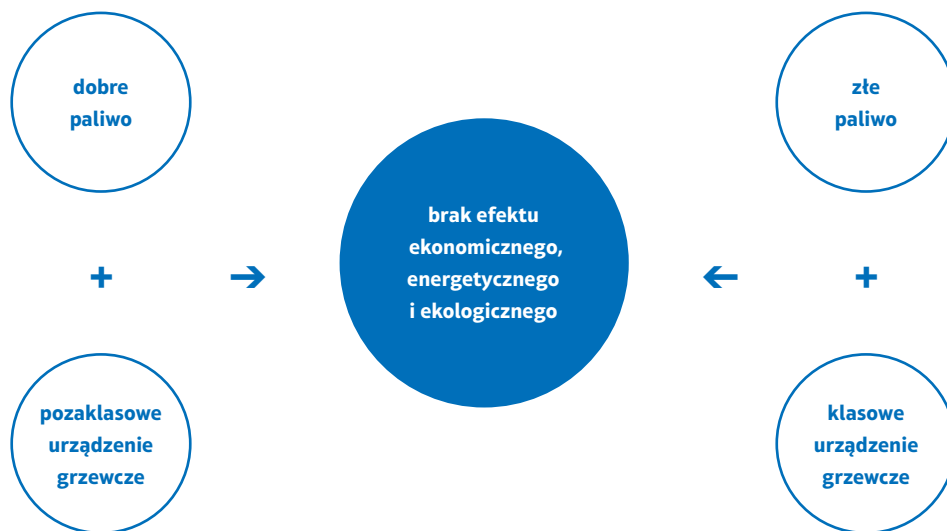 dobre
paliwo
+
pozaklasowe
urządzenie
grzewcze
→
brak efektu
ekonomicznego,
energetycznego
i ekologicznego
←
złe
paliwo
+
klasowe
urządzenie
grzewcze